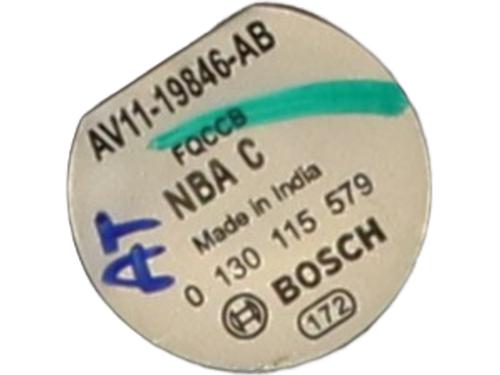 AV11-19846-AB
FQCCB
NBA C
AT
Made in India
0 130 115 579
BOSCH
172